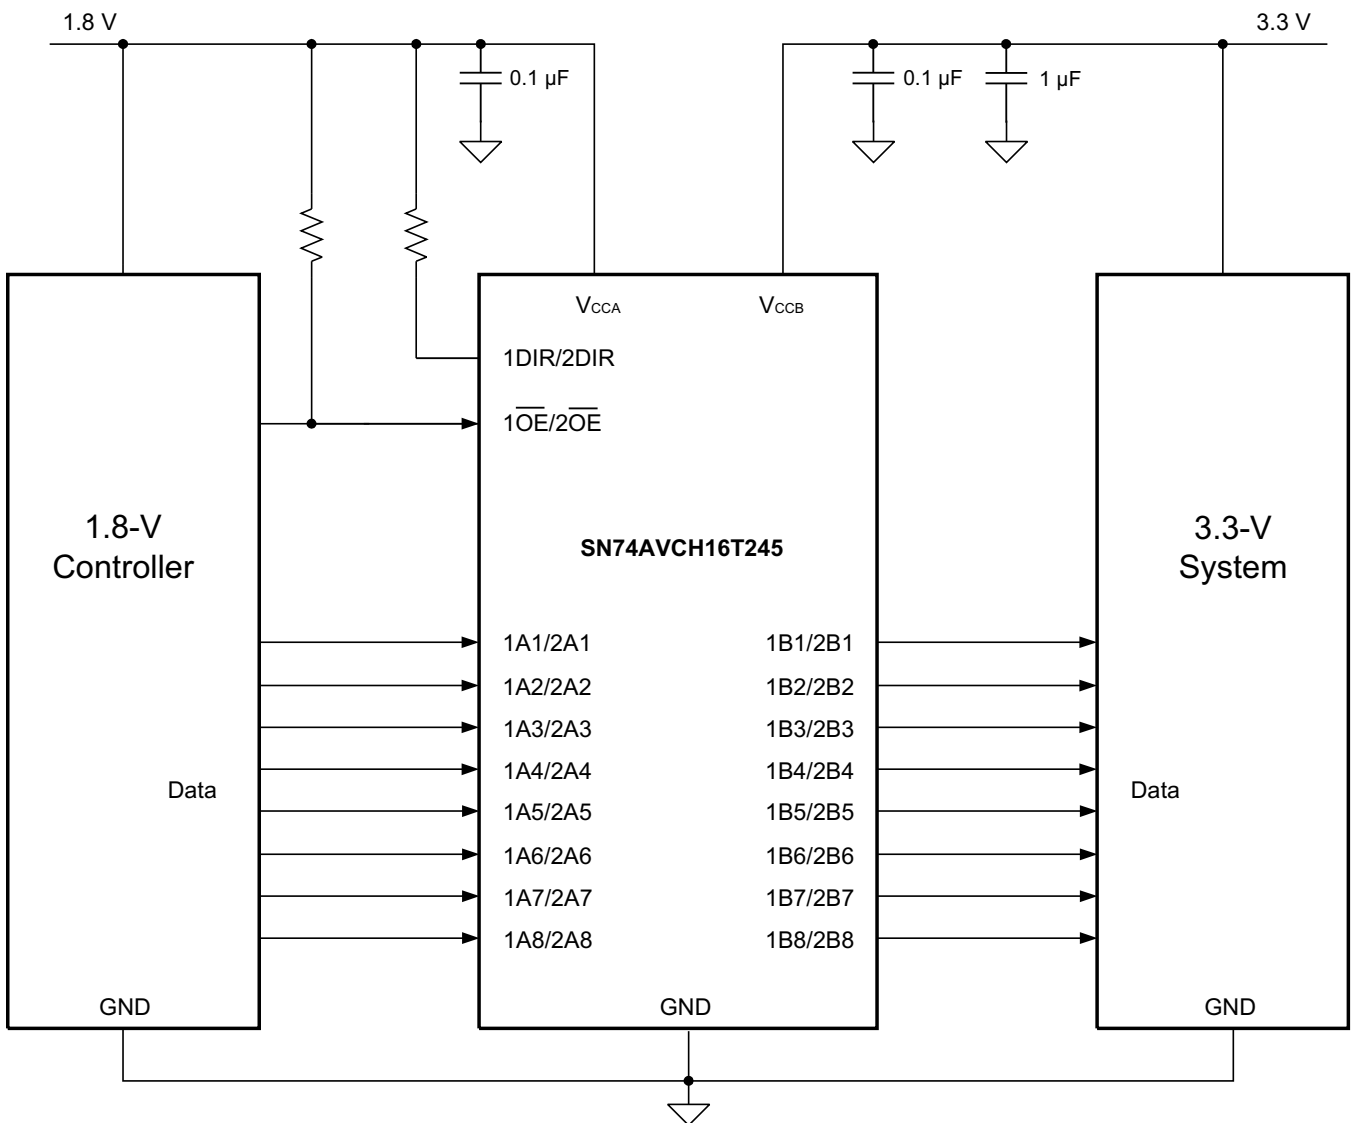 1.8 V
3.3 V
0.1 µF
0.1 µF
1 µF
VCCA
VCCB
1DIR/2DIR
1O̅E̅/2O̅E̅
1.8-V
Controller
SN74AVCH16T245
3.3-V
System
1A1/2A1
1B1/2B1
1A2/2A2
1B2/2B2
1A3/2A3
1B3/2B3
1A4/2A4
1B4/2B4
Data
Data
1A5/2A5
1B5/2B5
1A6/2A6
1B6/2B6
1A7/2A7
1B7/2B7
1A8/2A8
1B8/2B8
GND
GND
GND